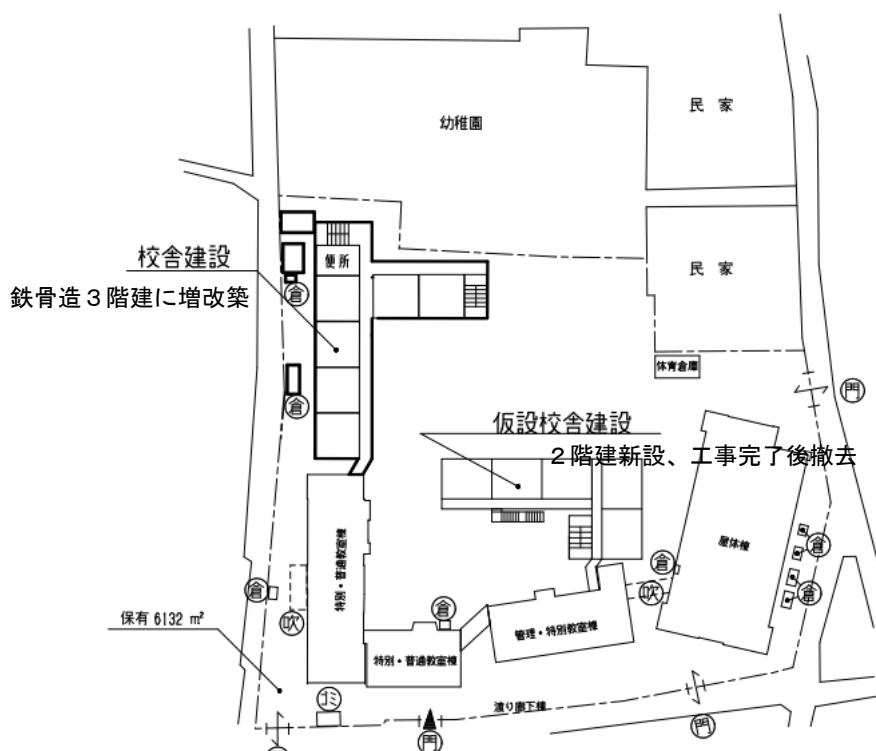 幼稚園
民 家
校舎建設
鉄骨造３階建に増改築
便所
倉
民 家
倉
体育倉庫
門
仮設校舎建設
２階建新設、工事完了後撤去
特別・普通教室棟
屋体棟
倉
倉
倉
吹
吹
倉
倉
保有 6132 ㎡
特別・普通教室棟
管理・特別教室棟
ゴミ
渡り廊下棟
門
門